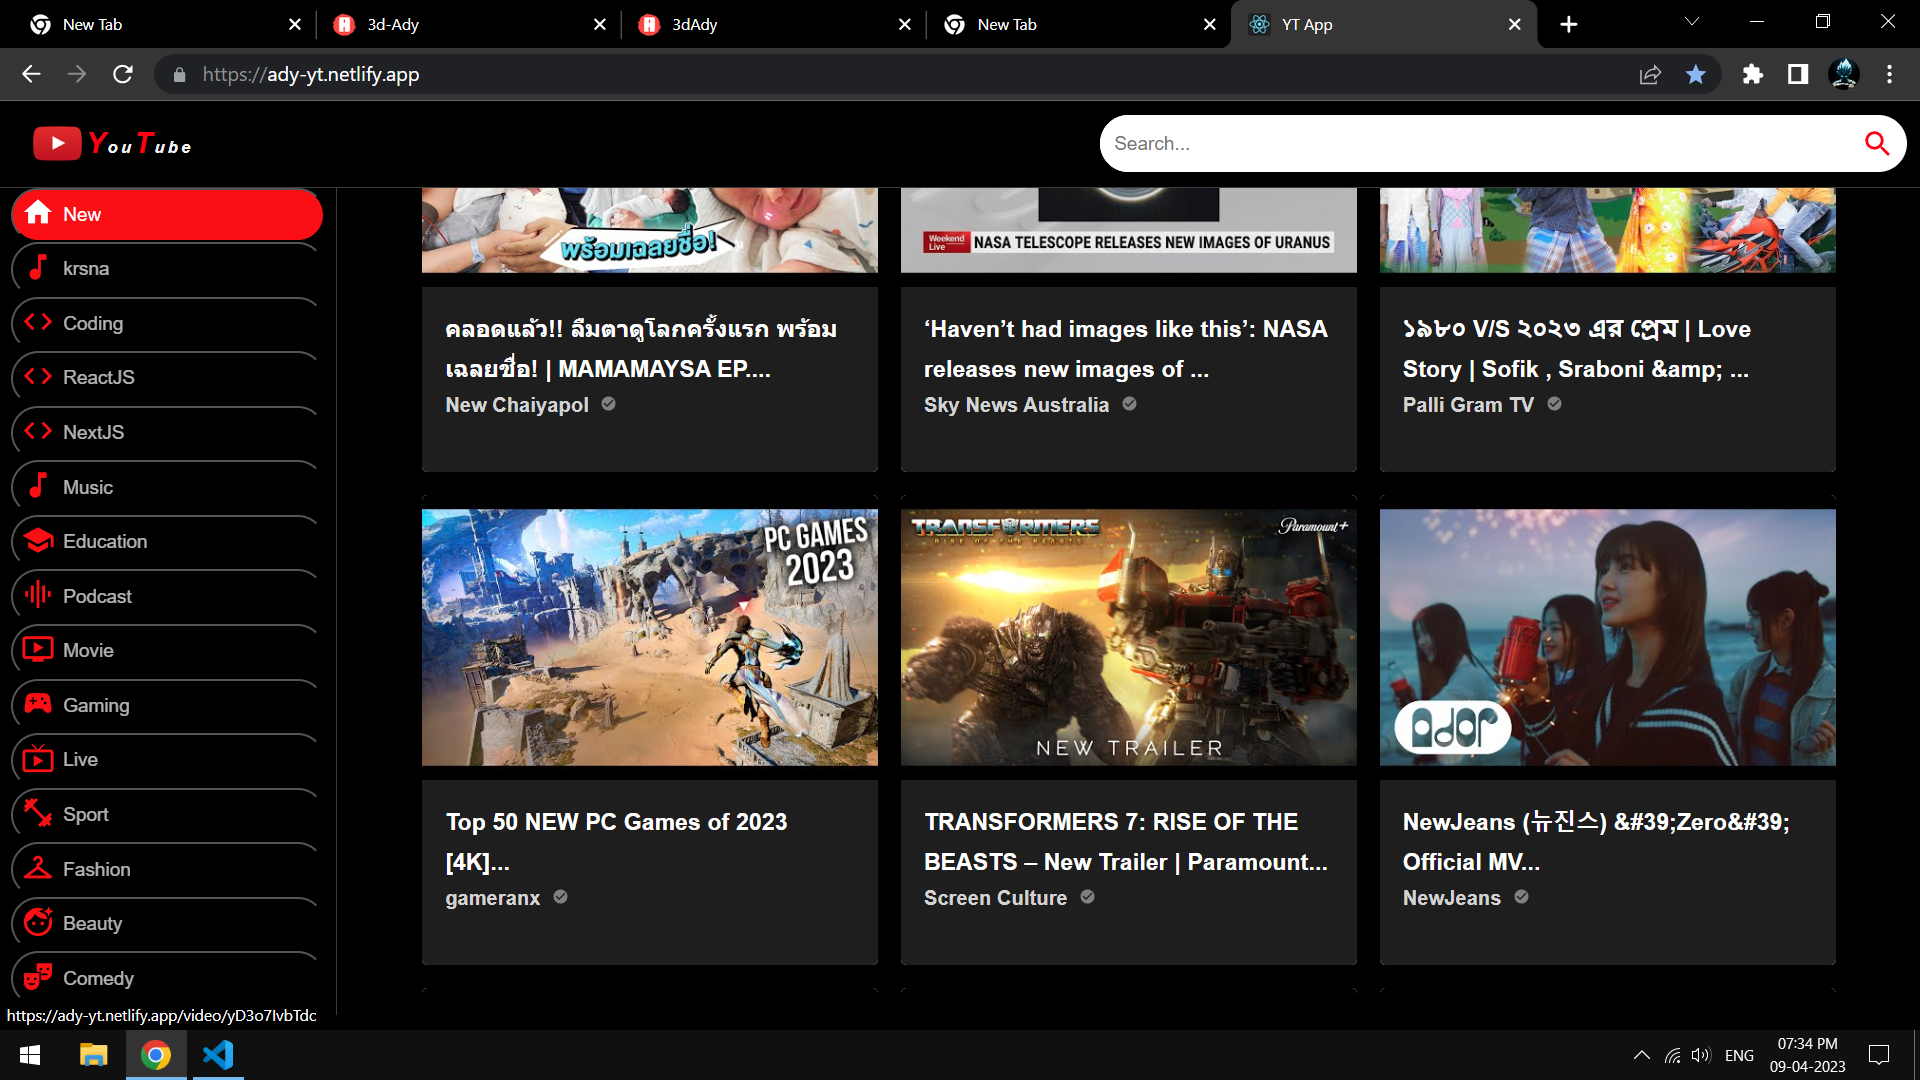 New Tab
3d-Ady
3dAdy
New Tab
YT App
https://ady-yt.netlify.app
YouTube
Search...
New
krsna
Coding
ReactJS
NextJS
Music
Education
Podcast
Movie
Gaming
Live
Sport
Fashion
Beauty
Comedy
พร้อมเฉลยชื่อ!
คลอดแล้ว!! ลืมตาดูโลกครั้งแรก พร้อม
เฉลยชื่อ! | MAMAMAYSA EP....
New Chaiyapol
Weekend
Live
NASA TELESCOPE RELEASES NEW IMAGES OF URANUS
‘Haven’t had images like this’: NASA
releases new images of ...
Sky News Australia
১৯৮০ V/S ২০২৩ এর প্রেম | Love
Story | Sofik , Sraboni &amp; ...
Palli Gram TV
PC GAMES
2023
Top 50 NEW PC Games of 2023
[4K]...
gameranx
TRANSFORMERS
RISE OF THE BEASTS
Paramount+
NEW TRAILER
TRANSFORMERS 7: RISE OF THE
BEASTS – New Trailer | Paramount...
Screen Culture
ador
NewJeans (뉴진스) &#39;Zero&#39;
Official MV...
NewJeans
https://ady-yt.netlify.app/video/yD3o7IvbTdc
ENG
07:34 PM
09-04-2023